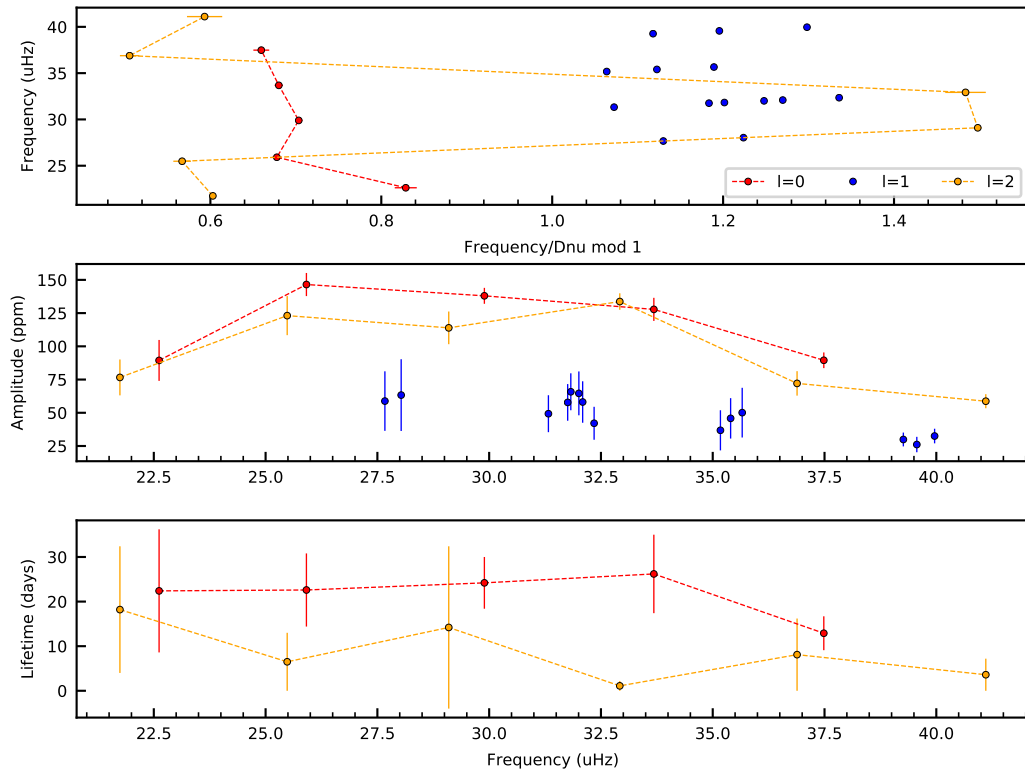 Frequency (uHz)
40
35
30
25
0.6 0.8 1.0 1.2 1.4
Frequency/Dnu mod 1
l=0 l=1 l=2
Amplitude (ppm)
150
125
100
75
50
25
22.5 25.0 27.5 30.0 32.5 35.0 37.5 40.0
Lifetime (days)
30
20
10
0
22.5 25.0 27.5 30.0 32.5 35.0 37.5 40.0
Frequency (uHz)